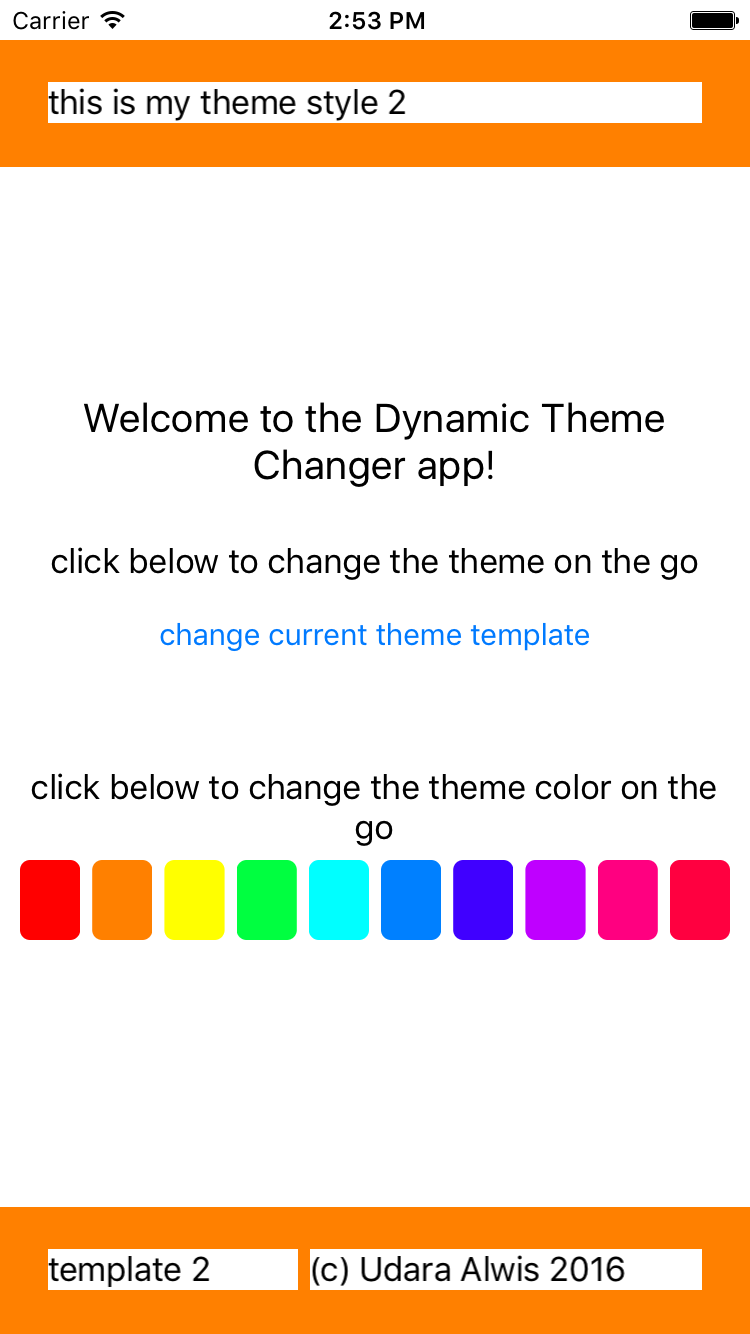 Carrier 2:53 PM
this is my theme style 2
Welcome to the Dynamic Theme
Changer app!
click below to change the theme on the go
change current theme template
click below to change the theme color on the
go
template 2 (c) Udara Alwis 2016